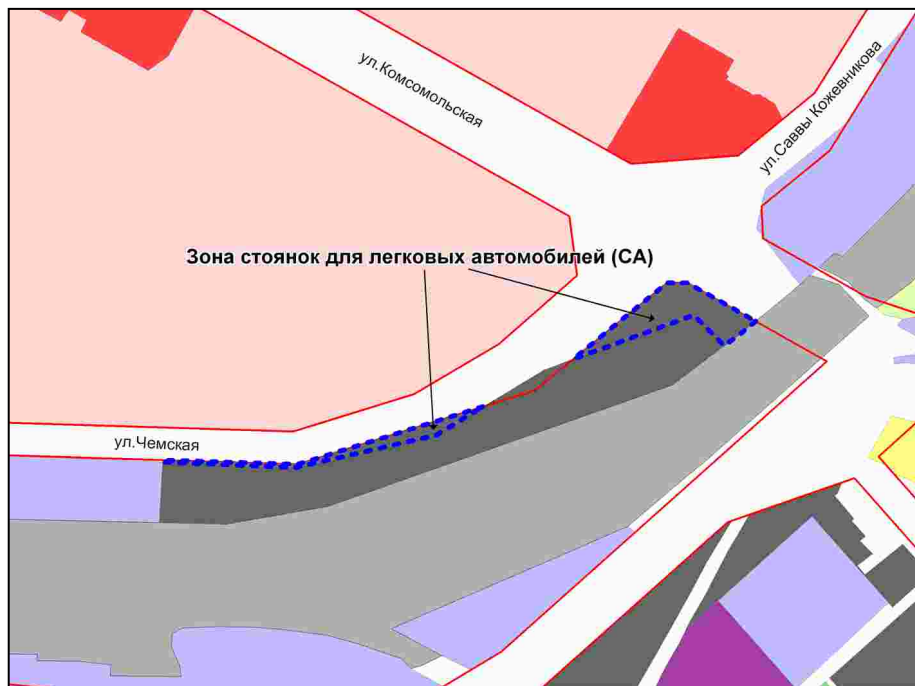 ул.Комсомольская
ул.Саввы Кожевникова
Зона стоянок для легковых автомобилей (СА)
ул.Чемская